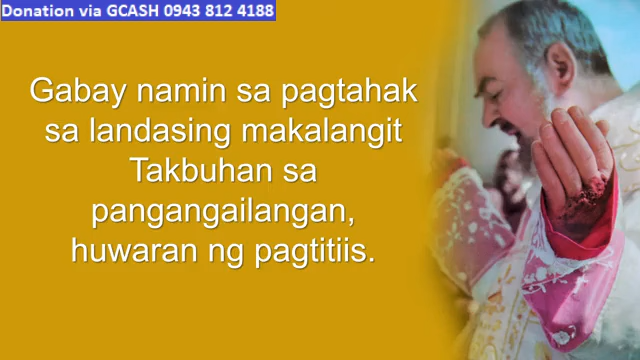 Donation via GCASH 0943 812 4188
Gabay namin sa pagtahak
sa landasing makalangit
Takbuhan sa
pangangailangan,
huwaran ng pagtitiis.